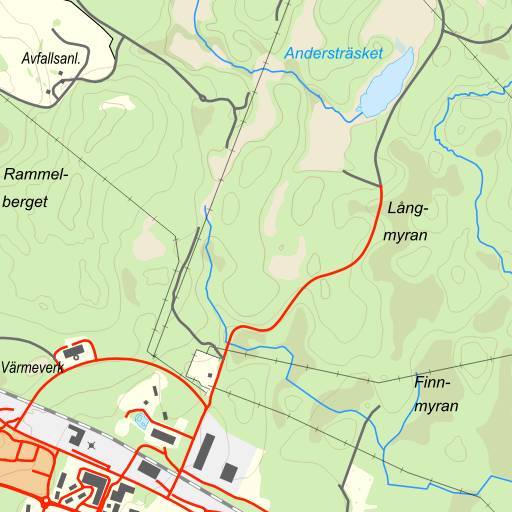 Avfallsanl.
Andersträsket
Rammel-
berget
Lång-
myran
Värmeverk
Finn-
myran